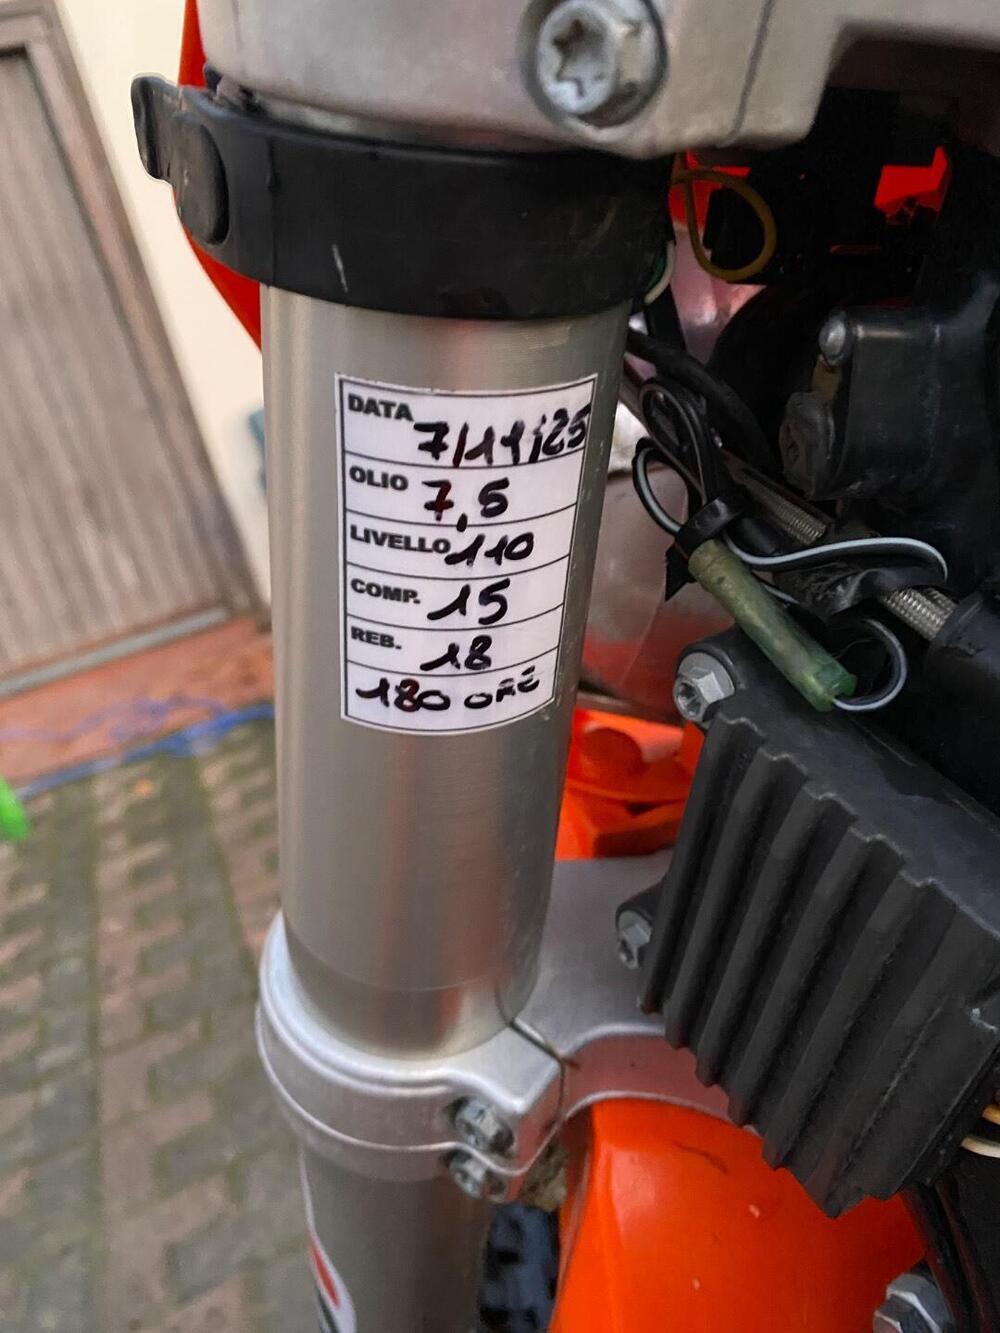 DATA 7/11/25
OLIO 7,5
LIVELLO 110
COMP. 15
REB. 18
180 ORE